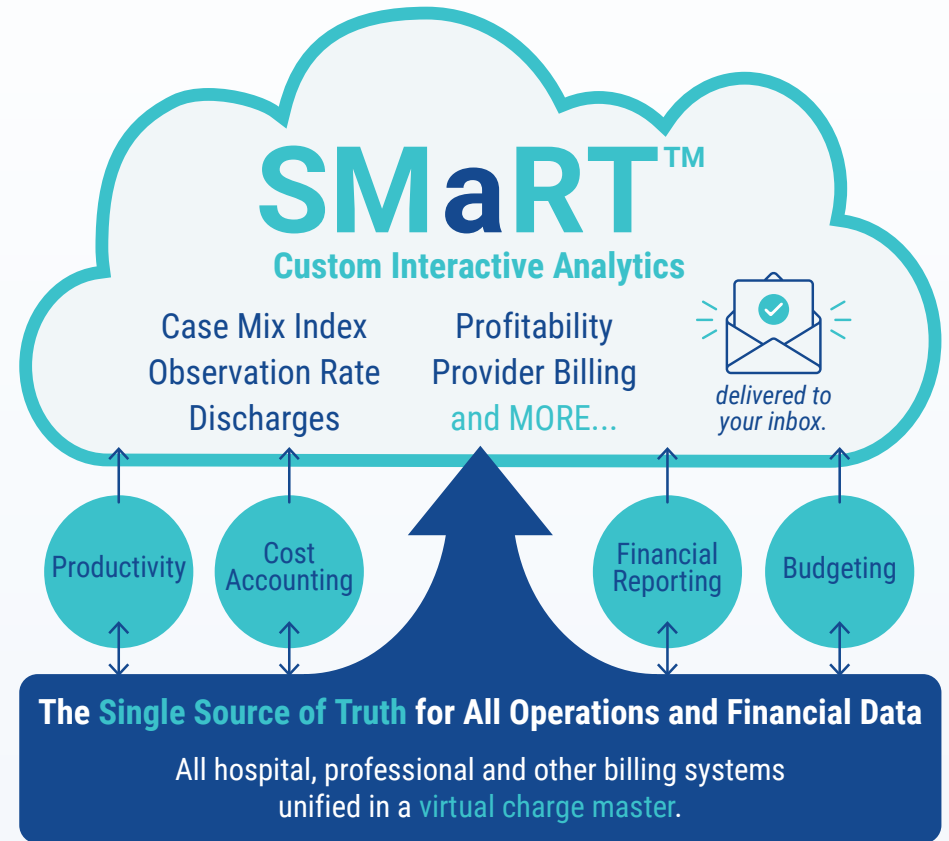 SMaRT™
Custom Interactive Analytics
Case Mix Index
Observation Rate
Discharges
Profitability
Provider Billing
and MORE...
delivered to
your inbox.
Productivity
Cost
Accounting
Financial
Reporting
Budgeting
The Single Source of Truth for All Operations and Financial Data
All hospital, professional and other billing systems
unified in a virtual charge master.